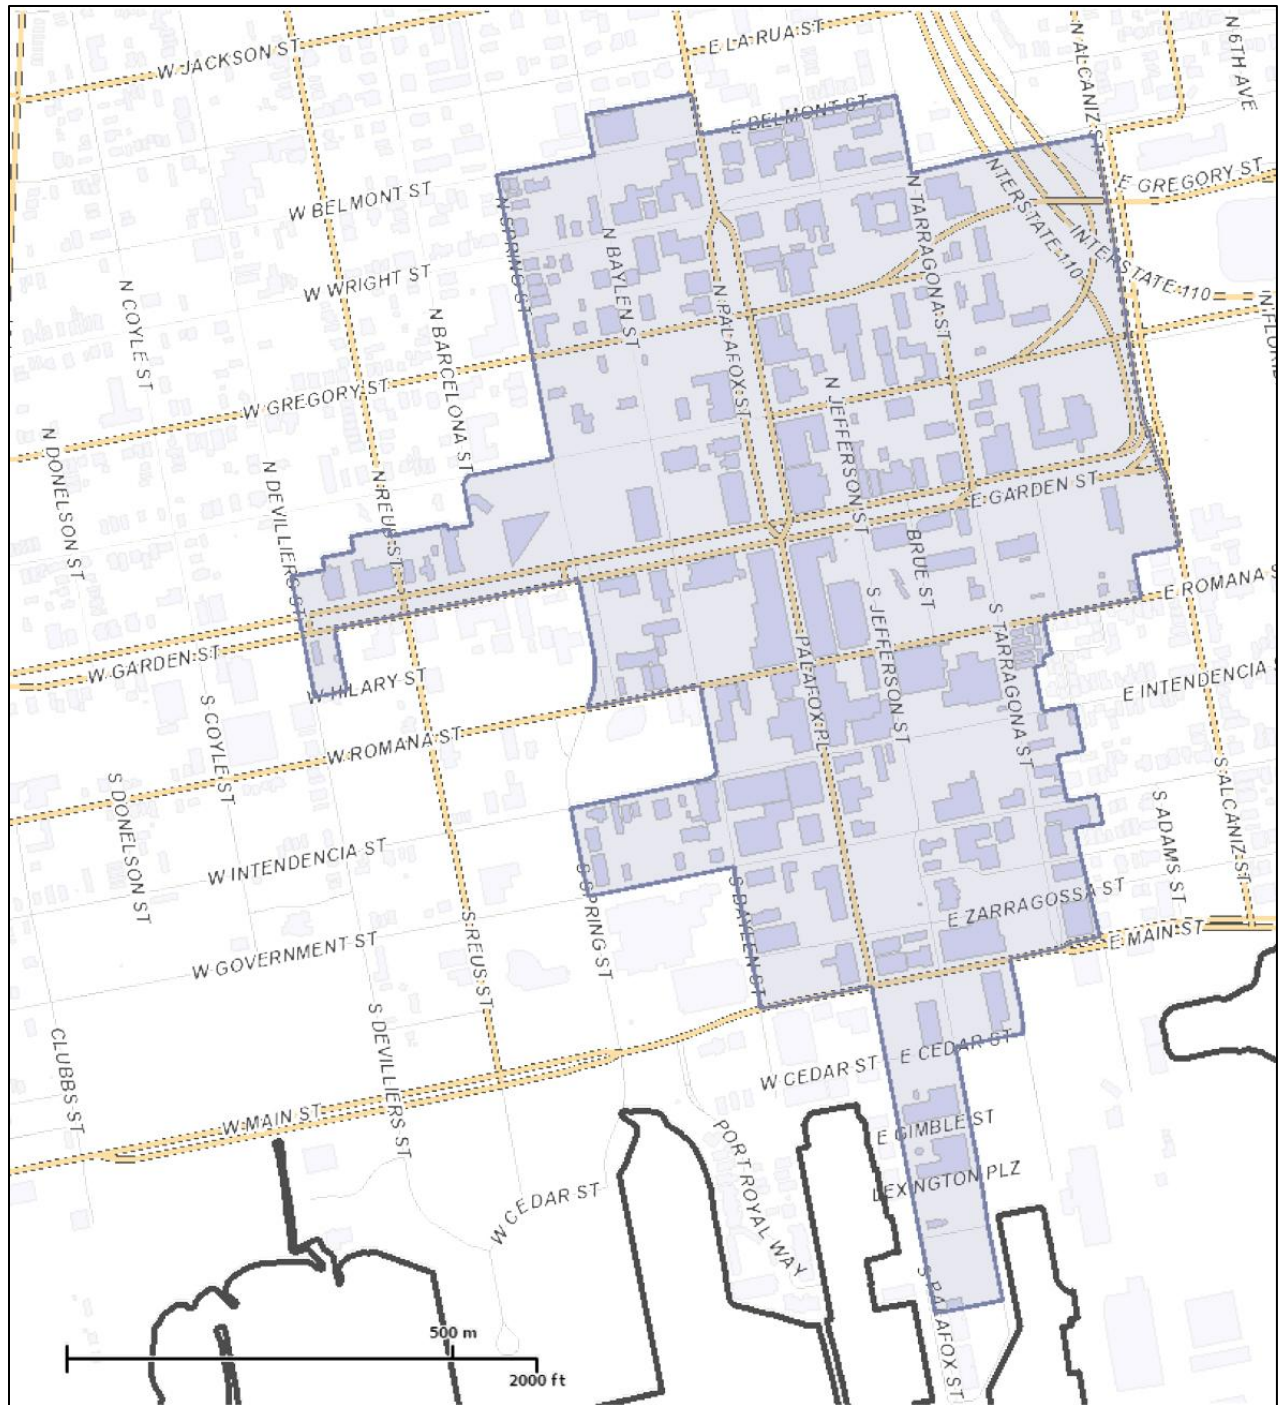 W JACKSON ST
E LA RUA ST
N ALCANIZ ST
N 6TH AVE
E BELMONT ST
E GREGORY ST
W BELMONT ST
N SPRING ST
N TARRAGONA ST
INTERSTATE 110
INTERSTATE 110
N BAYLEN ST
W WRIGHT ST
N COYLE ST
N PALAFOX ST
N BARCELONA ST
W GREGORY ST
N JEFFERSON ST
N DONELSON ST
N DEVILLIERS ST
N REUS ST
E GARDEN ST
BRUE ST
E ROMANA S
S JEFFERSON ST
S TARRAGONA ST
W GARDEN ST
W HILARY ST
PALAFOX PL
E INTENDENCIA S
S COYLE ST
W ROMANA ST
S DONELSON ST
S ALCANIZ ST
S ADAMS ST
W INTENDENCIA ST
S SPRING ST
S BAYLEN ST
E ZARRAGOSSA ST
E MAIN ST
W GOVERNMENT ST
S REUS ST
S DEVILLIERS ST
CLUBBS ST
W CEDAR ST
E CEDAR ST
W MAIN ST
PORT ROYAL WAY
E GIMBLE ST
LEXINGTON PLZ
W CEDAR ST
S PALAFOX ST
500 m
2000 ft